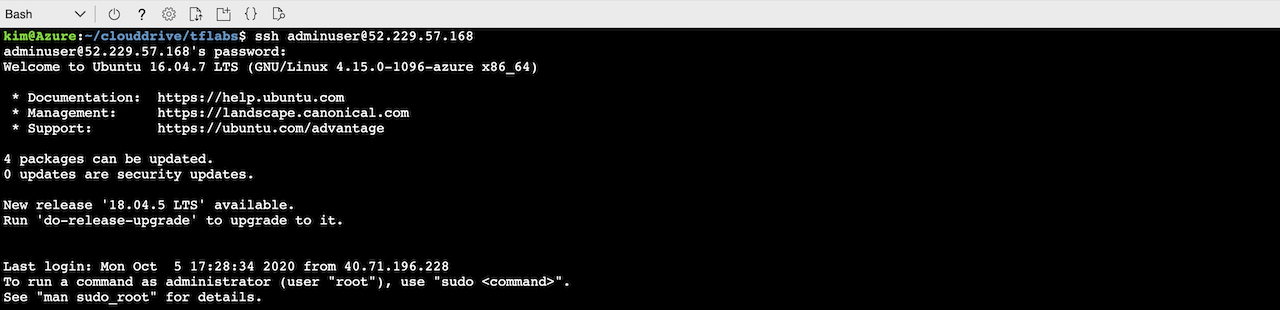 Bash
kim@Azure:~/clouddrive/tflabs$ ssh adminuser@52.229.57.168
adminuser@52.229.57.168's password:
Welcome to Ubuntu 16.04.7 LTS (GNU/Linux 4.15.0-1096-azure x86_64)
* Documentation:  https://help.ubuntu.com
* Management:     https://landscape.canonical.com
* Support:        https://ubuntu.com/advantage
4 packages can be updated.
0 updates are security updates.
New release '18.04.5 LTS' available.
Run 'do-release-upgrade' to upgrade to it.
Last login: Mon Oct  5 17:28:34 2020 from 40.71.196.228
To run a command as administrator (user "root"), use "sudo <command>".
See "man sudo_root" for details.